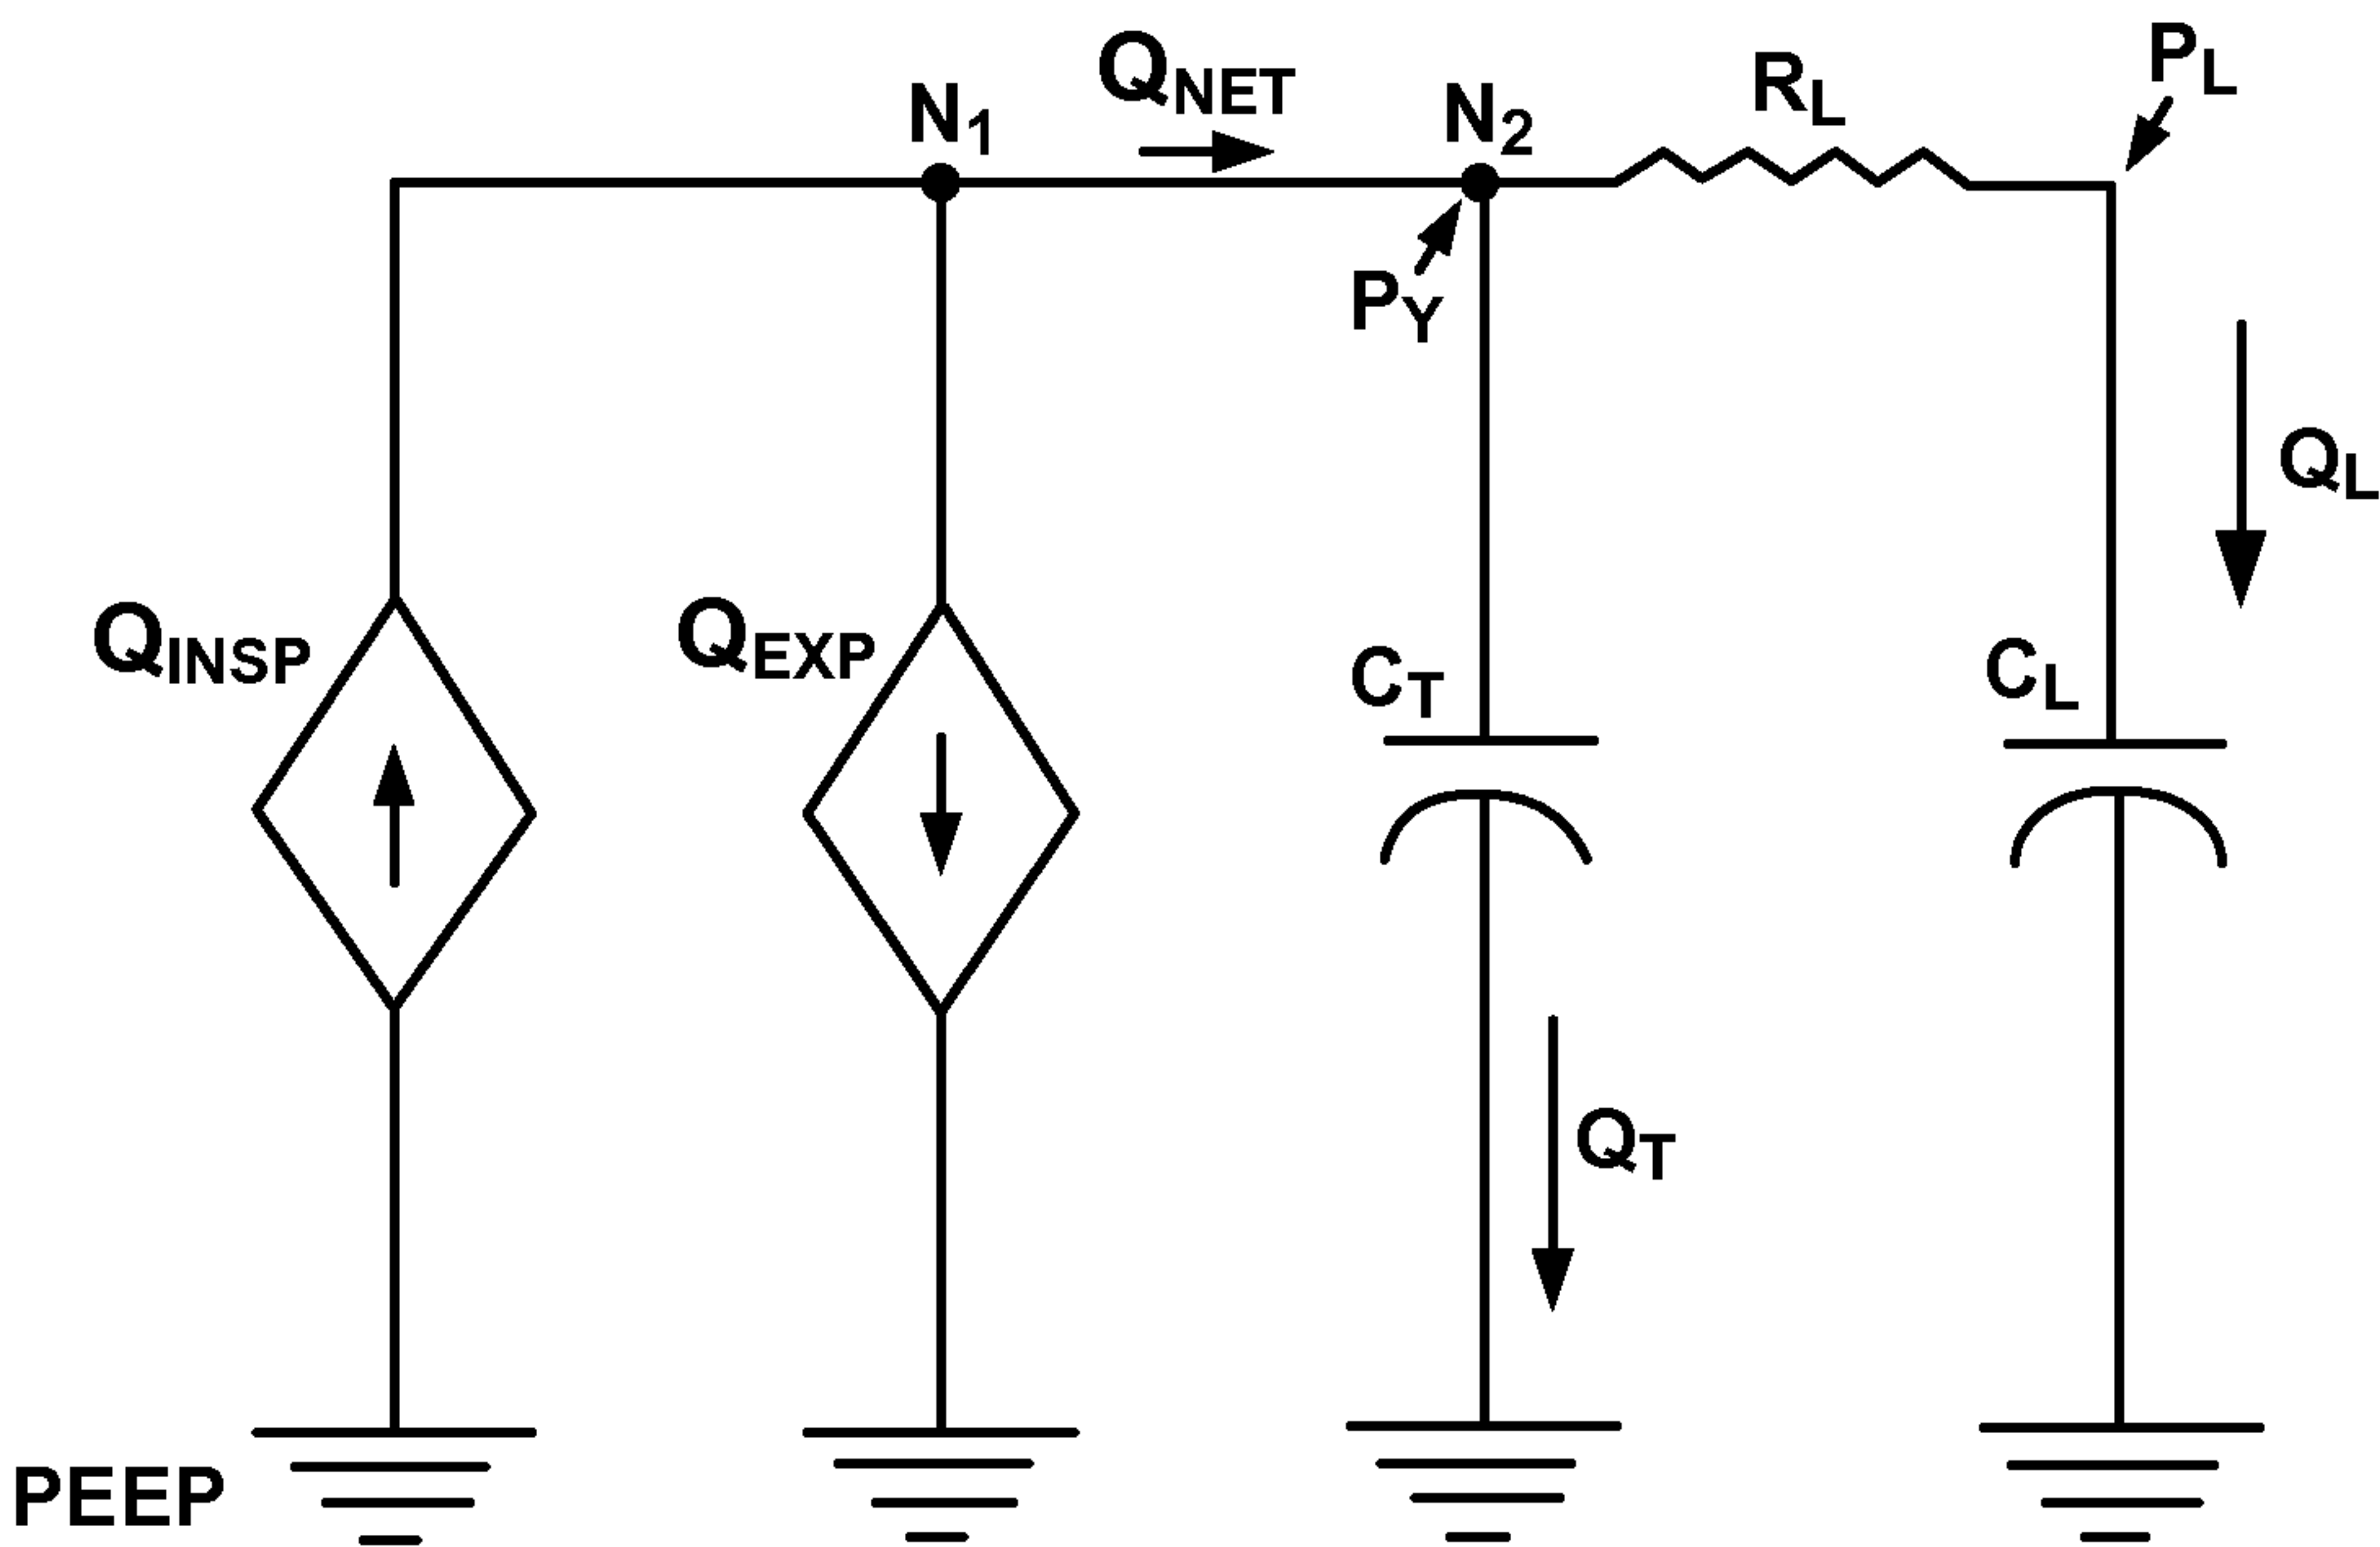 P_L
Q_NET
R_L
N_1
N_2
P_Y
Q_L
Q_INSP
Q_EXP
C_T
C_L
Q_T
PEEP